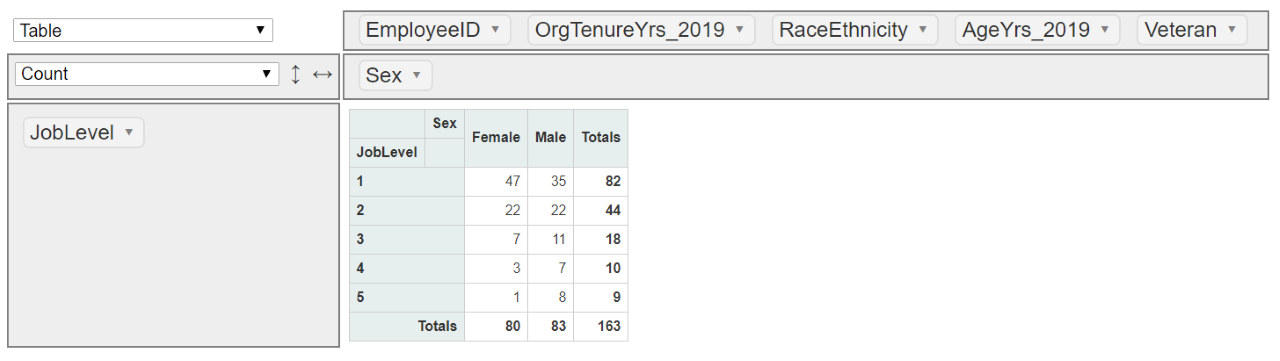 Table ▼ EmployeeID ▼ OrgTenureYrs_2019 ▼ RaceEthnicity ▼ AgeYrs_2019 ▼ Veteran ▼
Count ▼ ↕ ↔ Sex ▼
JobLevel ▼
Sex Female Male Totals
JobLevel
1 47 35 82
2 22 22 44
3 7 11 18
4 3 7 10
5 1 8 9
Totals 80 83 163